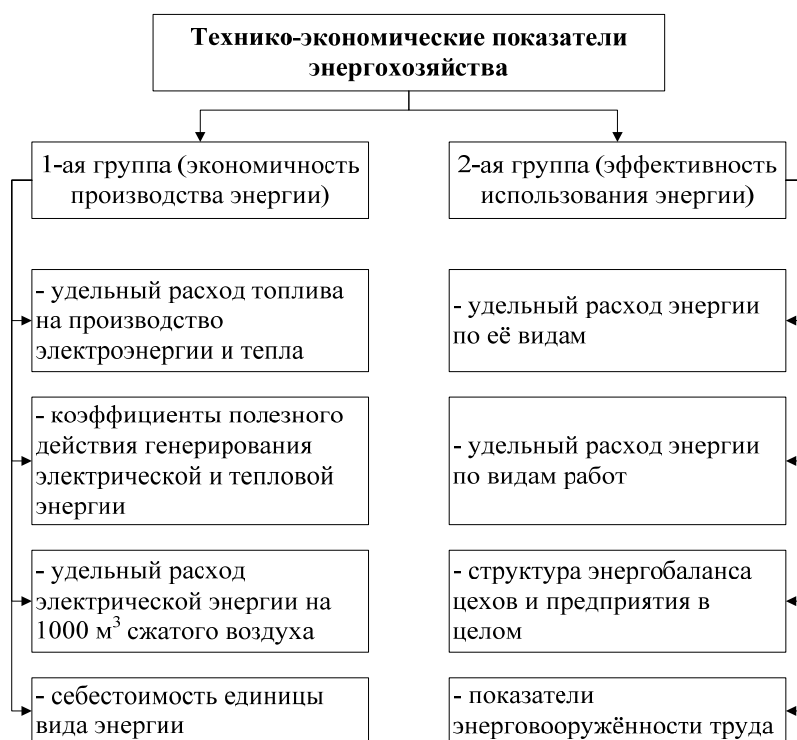 Технико-экономические показатели
энергохозяйства
1-ая группа (экономичность
производства энергии)
2-ая группа (эффективность
использования энергии)
- удельный расход топлива
на производство
электроэнергии и тепла
- удельный расход энергии
по её видам
- коэффициенты полезного
действия генерирования
электрической и тепловой
энергии
- удельный расход энергии
по видам работ
- удельный расход
электрической энергии на
1000 м³ сжатого воздуха
- структура энергобаланса
цехов и предприятия в
целом
- себестоимость единицы
вида энергии
- показатели
энерговооружённости труда